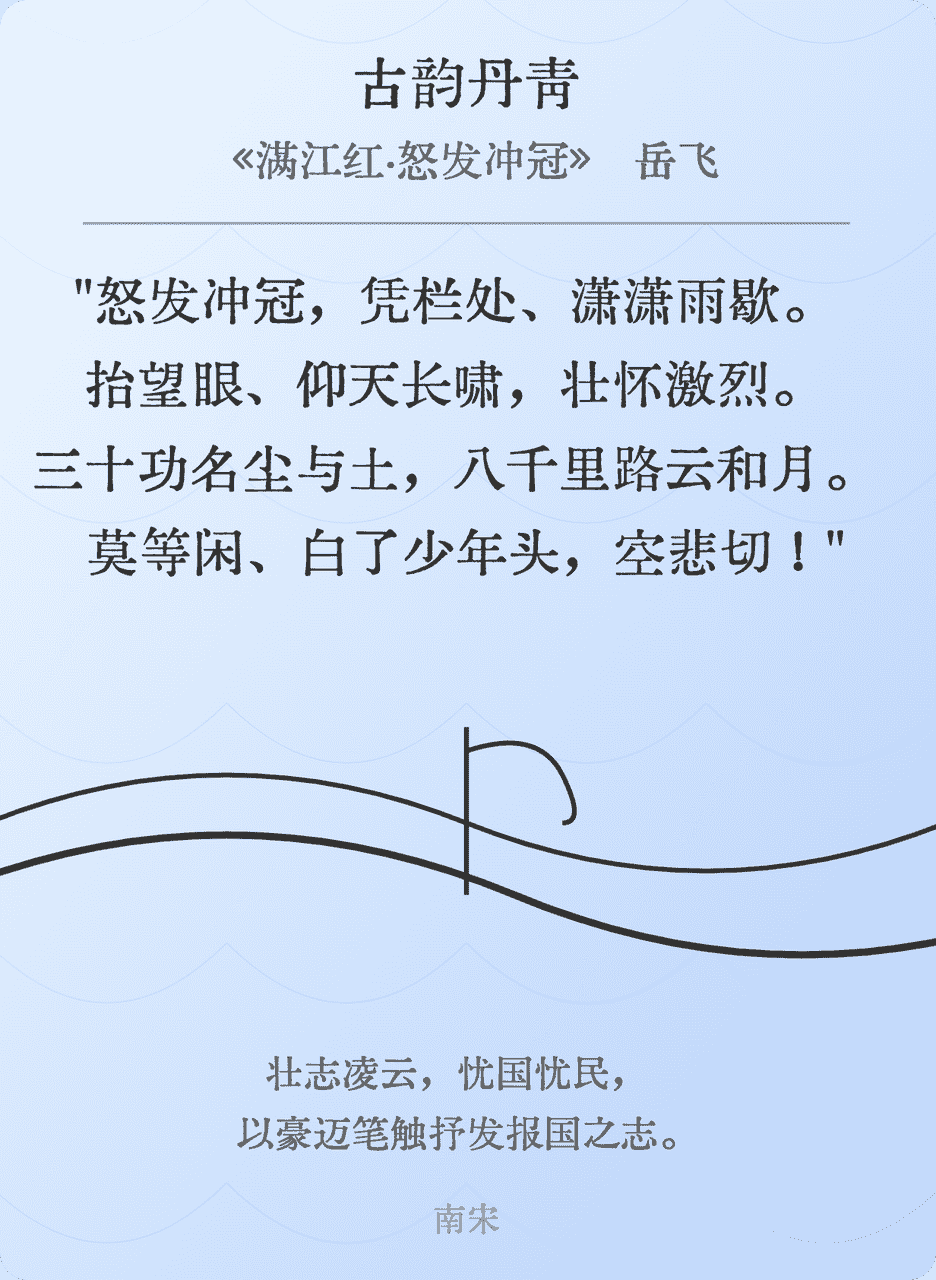 古韵丹青
《满江红·怒发冲冠》 岳飞
"怒发冲冠，凭栏处、潇潇雨歇。
抬望眼、仰天长啸，壮怀激烈。
三十功名尘与土，八千里路云和月。
莫等闲、白了少年头，空悲切！"
壮志凌云，忧国忧民，
以豪迈笔触抒发报国之志。
南宋